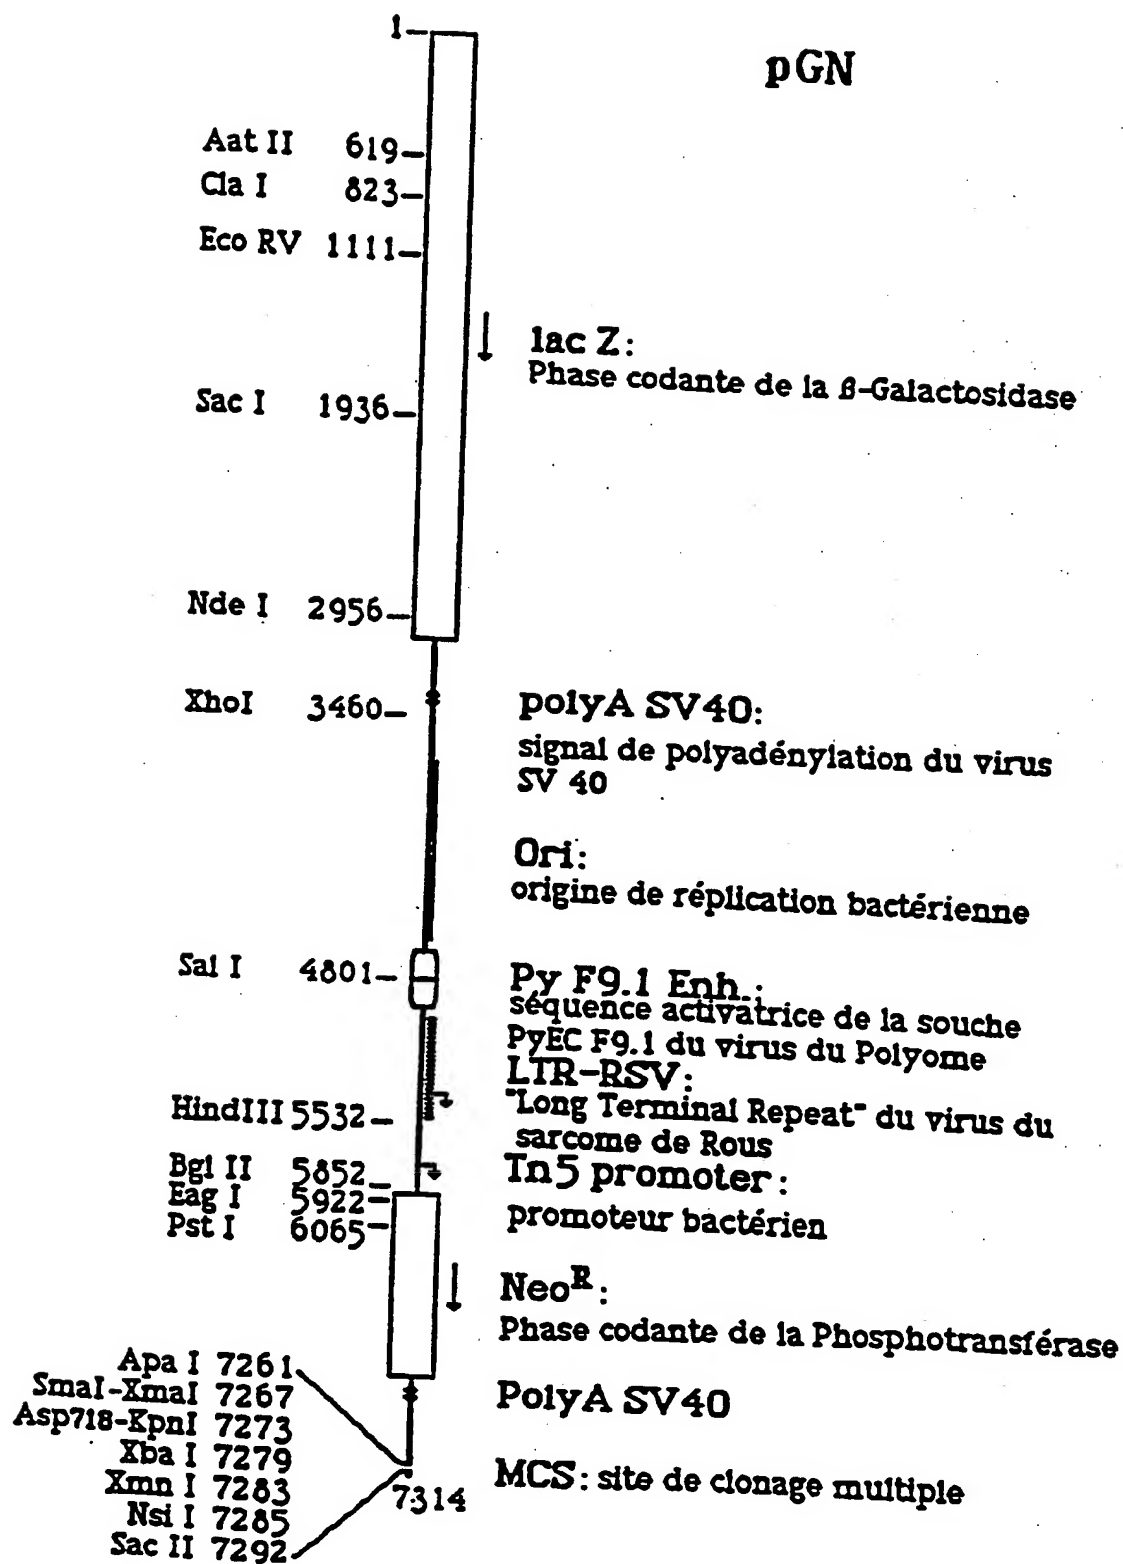 pGN
1
Aat II 619
Cla I 823
Eco RV 1111
lac Z:
Phase codante de la β-Galactosidase
Sac I 1936
Nde I 2956
XhoI 3460
polyA SV40:
signal de polyadénylation du virus
SV 40
Ori:
origine de réplication bactérienne
Sal I 4801
Py F9.1 Enh.:
séquence activatrice de la souche
PyEC F9.1 du virus du Polyome
LTR-RSV:
HindIII 5532
"Long Terminal Repeat" du virus du
sarcome de Rous
Bgl II 5852
Tn5 promoter:
Eag I 5922
Pst I 6065
promoteur bactérien
Neo^R:
Phase codante de la Phosphotransférase
Apa I 7261
SmaI-XmaI 7267
PolyA SV40
Asp718-KpnI 7273
Xba I 7279
Xmn I 7283
MCS: site de clonage multiple
7314
Nsi I 7285
Sac II 7292